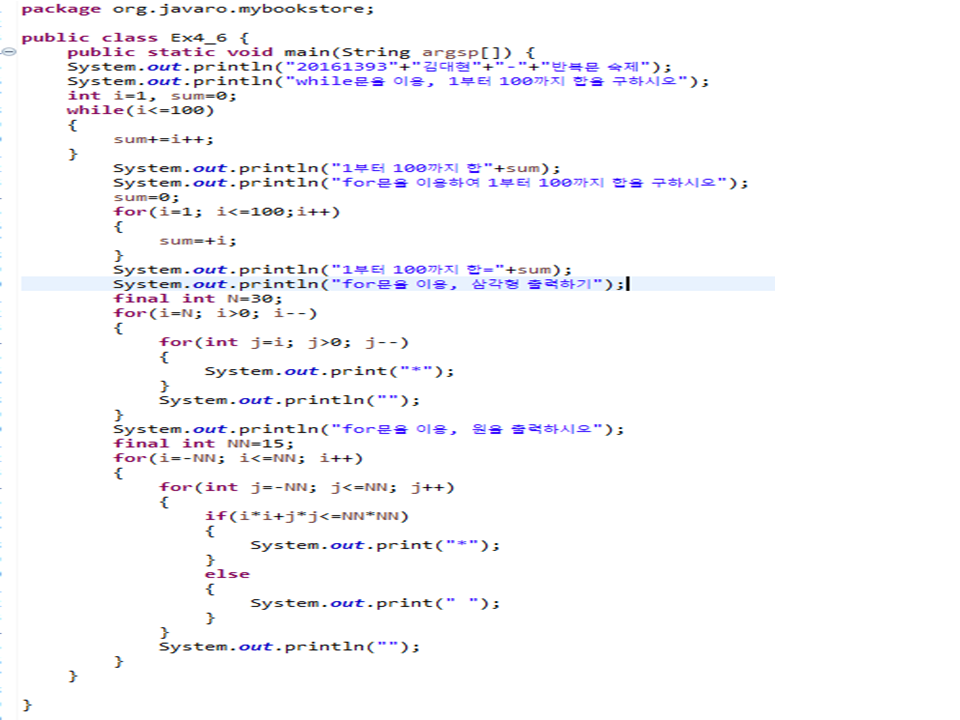 package org.javaro.mybookstore;
public class Ex4_6 {
public static void main(String argsp[]) {
System.out.println("20161393"+"김대현"+"-"+"반복문 숙제");
System.out.println("while문을 이용, 1부터 100까지 합을 구하시오");
int i=1, sum=0;
while(i<=100)
{
sum+=i++;
}
System.out.println("1부터 100까지 합"+sum);
System.out.println("for문을 이용하여 1부터 100까지 합을 구하시오");
sum=0;
for(i=1; i<=100;i++)
{
sum=+i;
}
System.out.println("1부터 100까지 합="+sum);
System.out.println("for문을 이용, 삼각형 출력하기");
final int N=30;
for(i=N; i>0; i--)
{
for(int j=i; j>0; j--)
{
System.out.print("*");
}
System.out.println("");
}
System.out.println("for문을 이용, 원을 출력하시오");
final int NN=15;
for(i=-NN; i<=NN; i++)
{
for(int j=-NN; j<=NN; j++)
{
if(i*i+j*j<=NN*NN)
{
System.out.print("*");
}
else
{
System.out.print(" ");
}
}
System.out.println("");
}
}
}